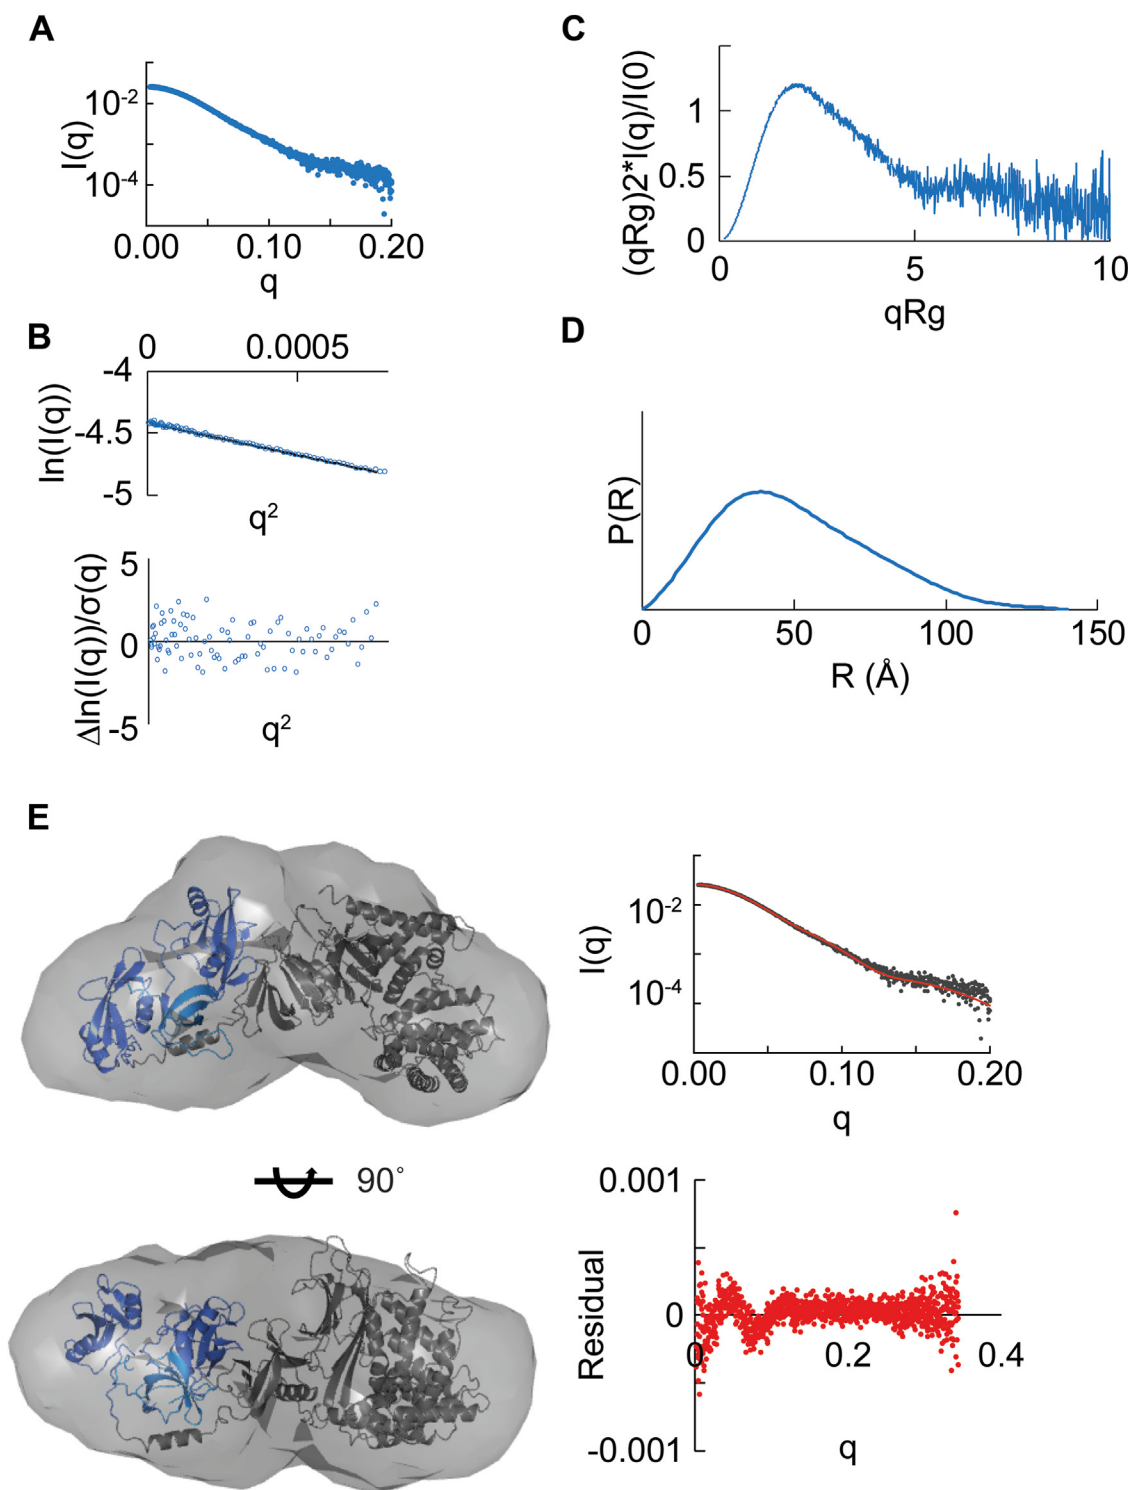 A
I(q)
10-2
10-4
0.00 0.10 0.20
q
B
0 0.0005
ln(I(q))
-4
-4.5
-5
q2
Δln(I(q))/σ(q)
5
0
-5
q2
C
(qRg)2*I(q)/I(0)
1
0.5
0
0 5 10
qRg
D
P(R)
0 50 100 150
R (Å)
E
90°
I(q)
10-2
10-4
0.00 0.10 0.20
q
Residual
0.001
0
-0.001
0 0.2 0.4
q